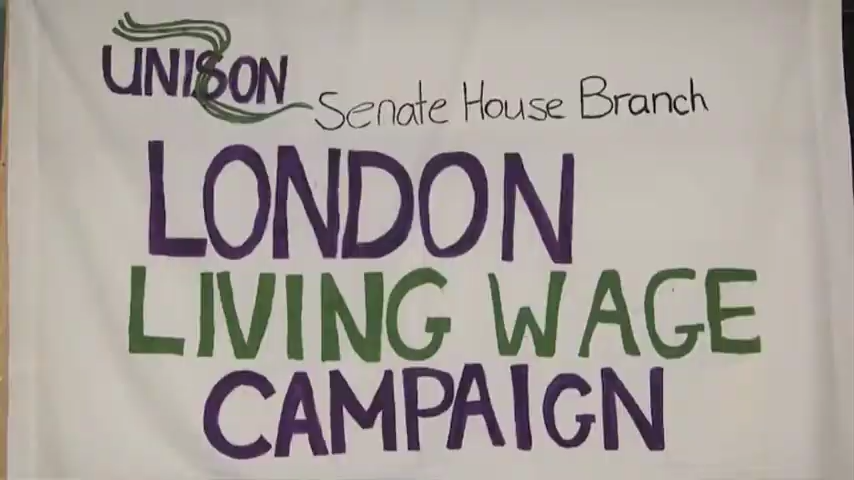 UNISON
Senate House Branch
LONDON
LIVING WAGE
CAMPAIGN